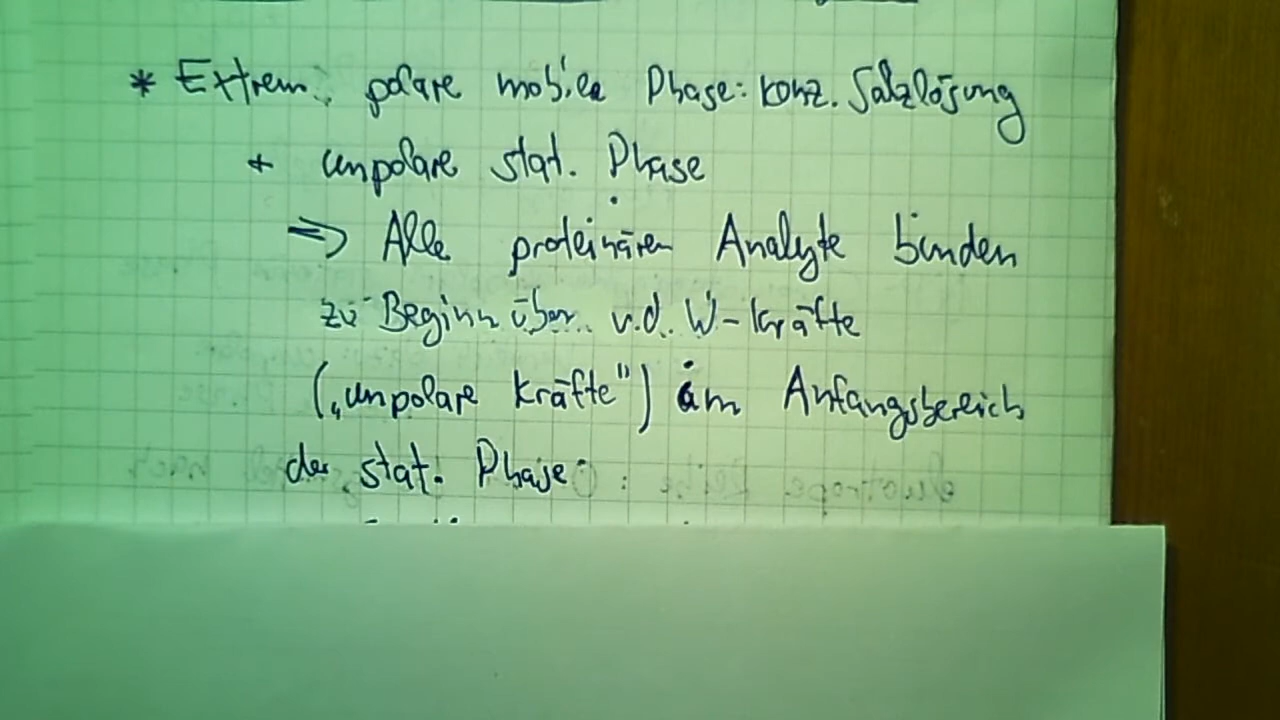 * Extrem polare mobile Phase: konz. Salzlösung
+ unpolare stat. Phase
=> Alle proteinären Analyte binden
zu Beginn über v.d. W-Kräfte
(„unpolare Kräfte") am Anfangsbereich
der stat. Phase.